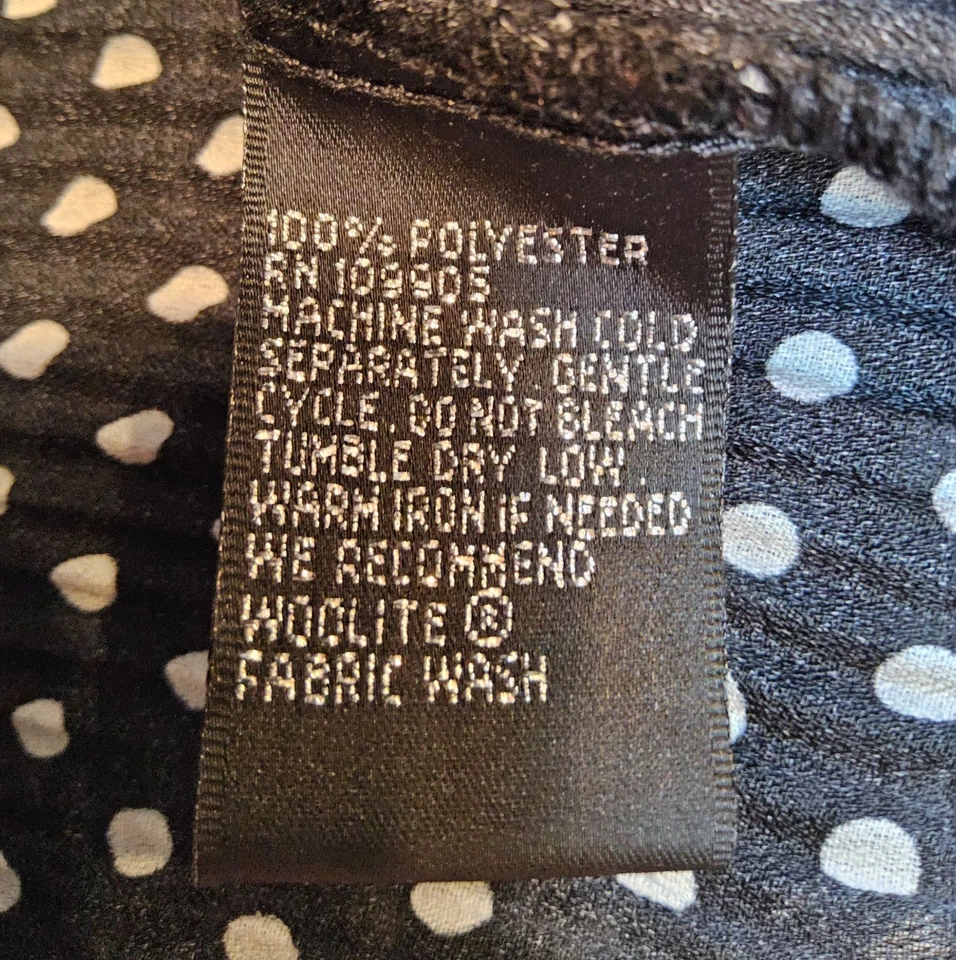 100% POLYESTER
RN 109905
MACHINE WASH COLD
SEPARATELY. GENTLE
CYCLE. DO NOT BLEACH
TUMBLE DRY LOW.
WARM IRON IF NEEDED
WE RECOMMEND
WOOLITE ®
FABRIC WASH